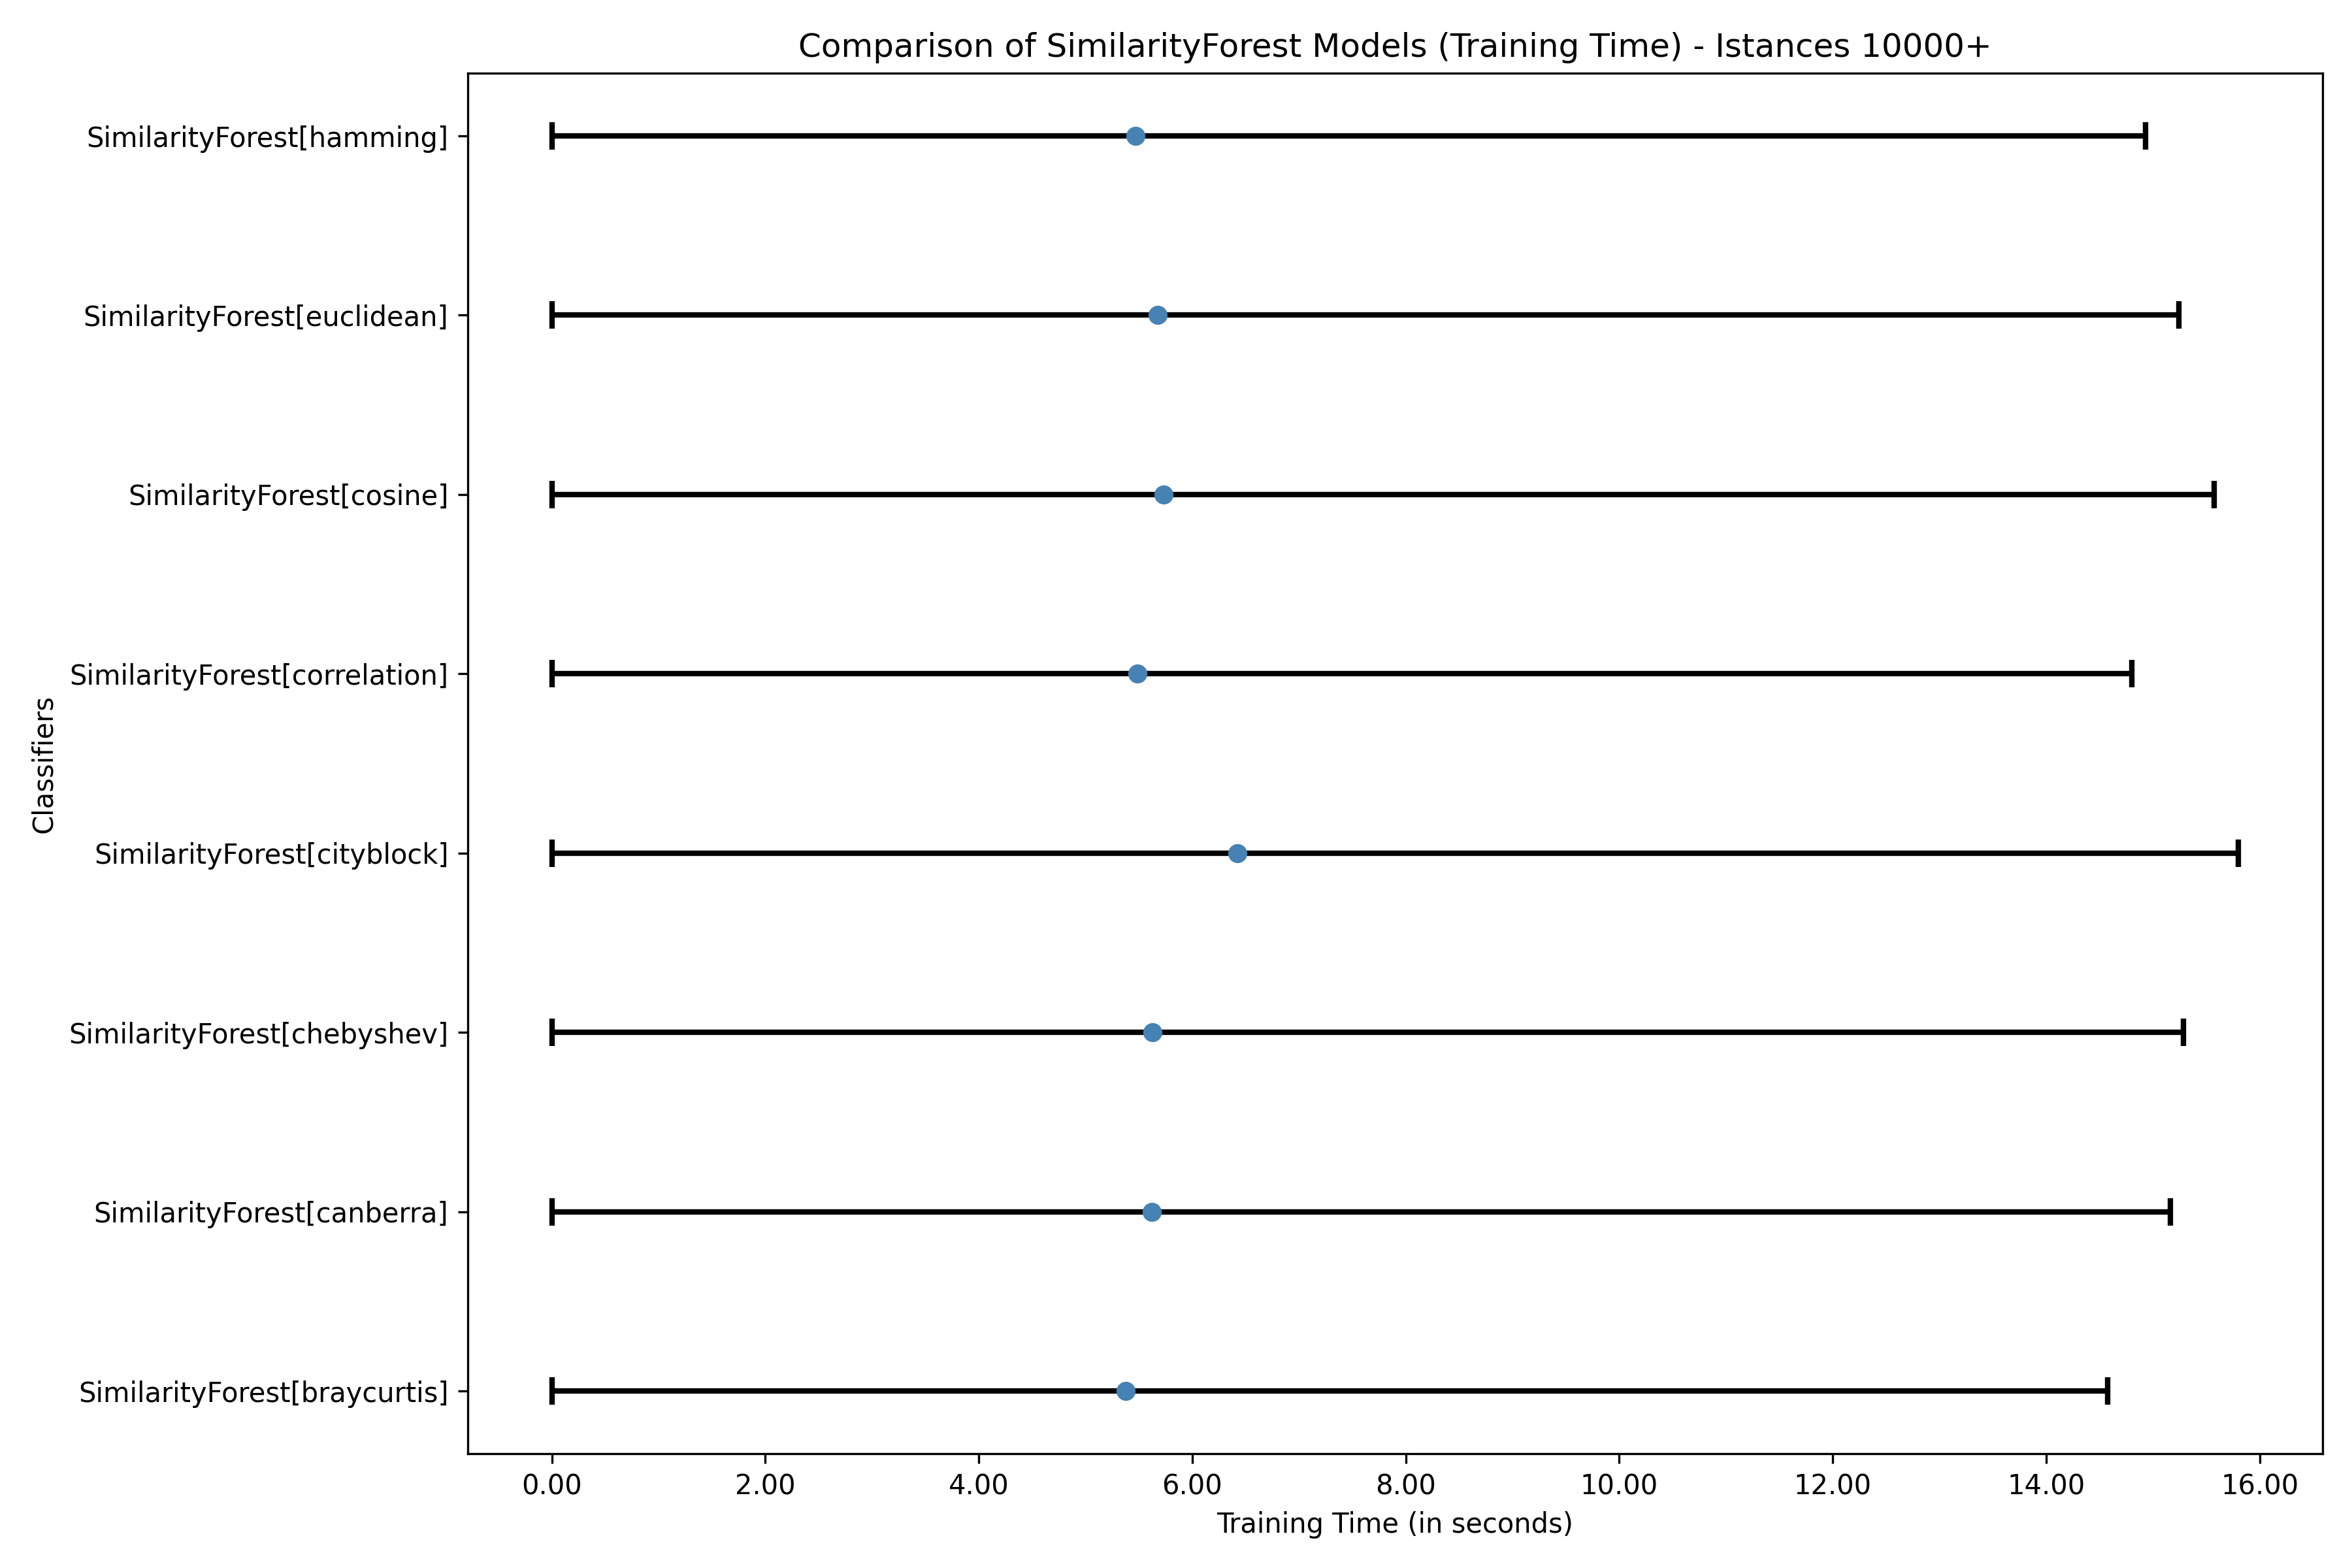 Comparison of SimilarityForest Models (Training Time) - Istances 10000+
SimilarityForest[hamming]
SimilarityForest[euclidean]
SimilarityForest[cosine]
SimilarityForest[correlation]
SimilarityForest[cityblock]
SimilarityForest[chebyshev]
SimilarityForest[canberra]
SimilarityForest[braycurtis]
Classifiers
0.00 2.00 4.00 6.00 8.00 10.00 12.00 14.00 16.00
Training Time (in seconds)